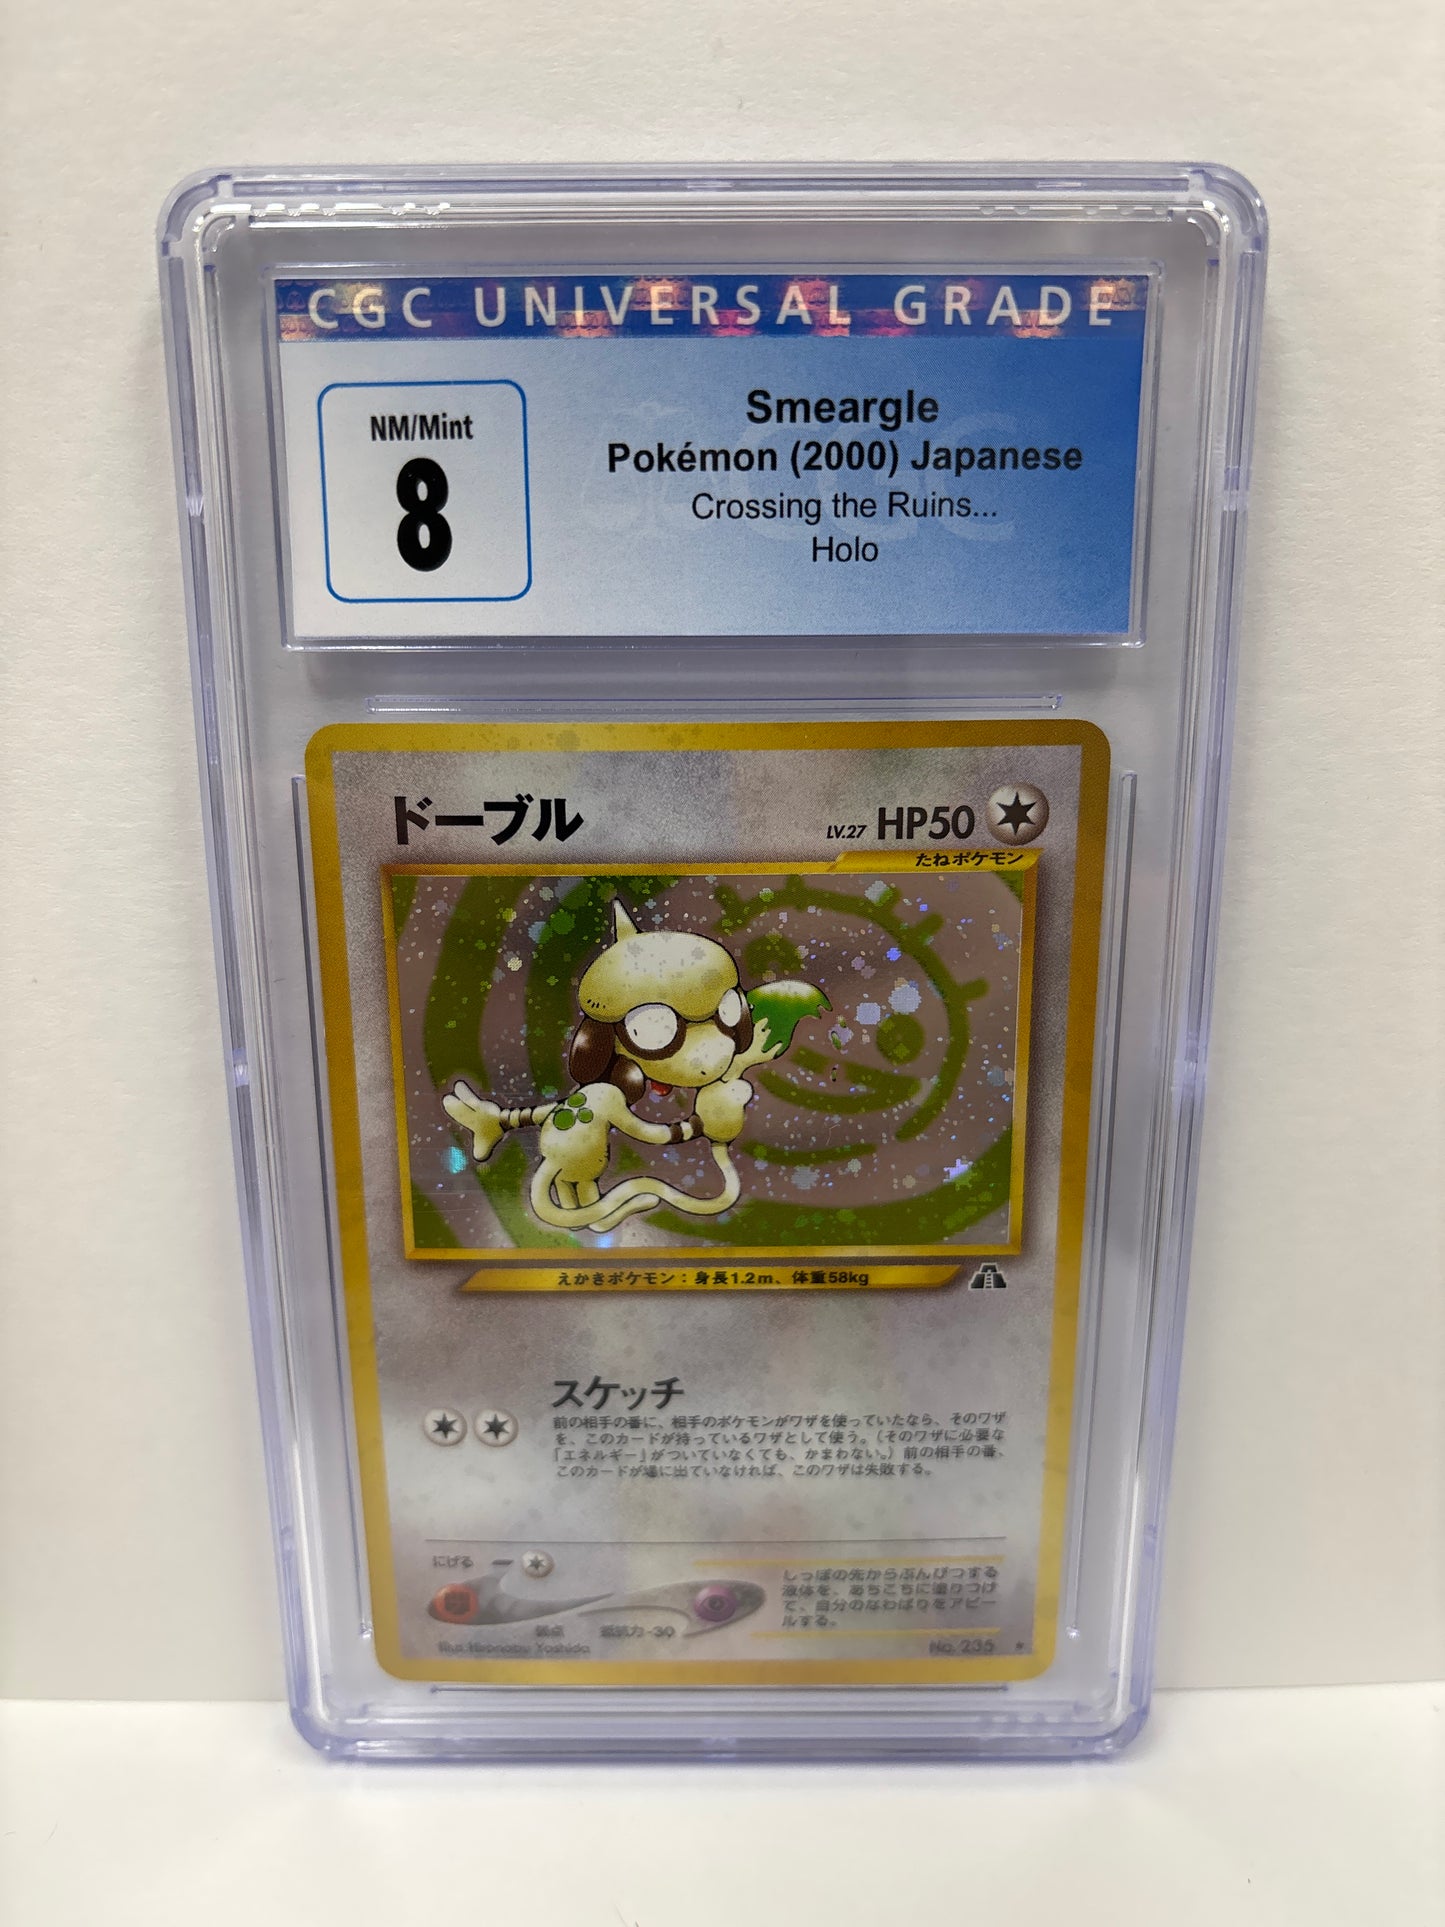 CGC UNIVERSAL GRADE
NM/Mint
8
Smeargle
Pokémon (2000) Japanese
Crossing the Ruins...
Holo
ドーブル
LV.27 HP50
たねポケモン
えかきポケモン：身長1.2m、体重58kg
スケッチ
前の相手の番に、相手のポケモンがワザを使っていたなら、そのワザ
を、このカードが持っているワザとして使う。（そのワザに必要な
「エネルギー」がついていなくても、かまわない。）前の相手の番、
このカードが場に出ていなければ、このワザは失敗する。
にげる
しっぽの先からぶんぴつする
液体を、あちこちに塗りつけ
て、自分のなわばりをアピー
ルする。
弱点 抵抗力 -30
Illus. Hironobu Yoshida
No. 235